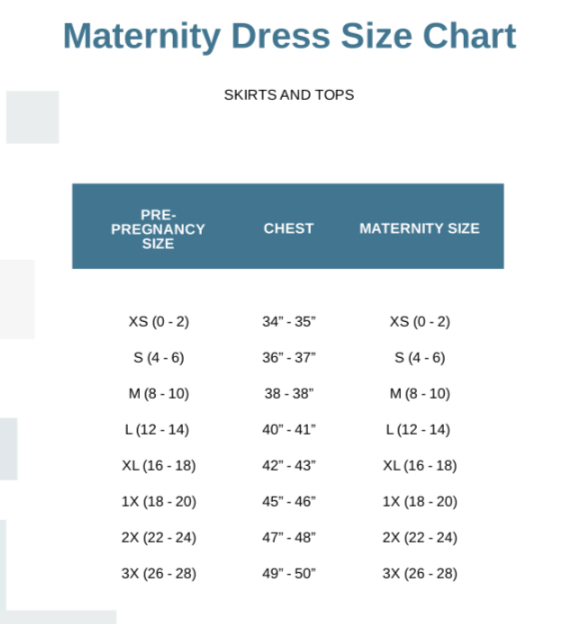 Maternity Dress Size Chart
SKIRTS AND TOPS
PRE-
PREGNANCY
SIZE
CHEST
MATERNITY SIZE
XS (0 - 2) 34” - 35” XS (0 - 2)
S (4 - 6) 36” - 37” S (4 - 6)
M (8 - 10) 38 - 38” M (8 - 10)
L (12 - 14) 40” - 41” L (12 - 14)
XL (16 - 18) 42” - 43” XL (16 - 18)
1X (18 - 20) 45” - 46” 1X (18 - 20)
2X (22 - 24) 47” - 48” 2X (22 - 24)
3X (26 - 28) 49” - 50” 3X (26 - 28)